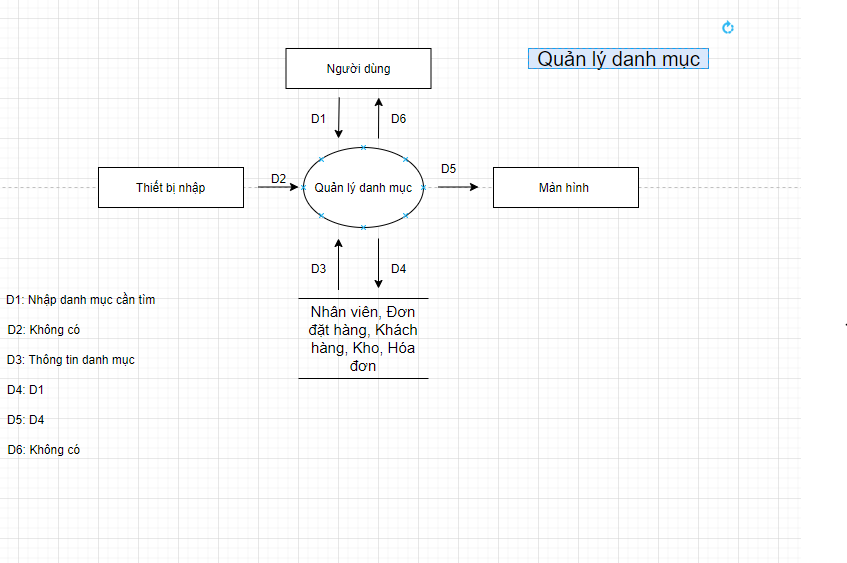 Quản lý danh mục
Người dùng
D1
D6
Thiết bị nhập
D2
Quản lý danh mục
D5
Màn hình
D3
D4
Nhân viên, Đơn
đặt hàng, Khách
hàng, Kho, Hóa
đơn
D1: Nhập danh mục cần tìm
D2: Không có
D3: Thông tin danh mục
D4: D1
D5: D4
D6: Không có